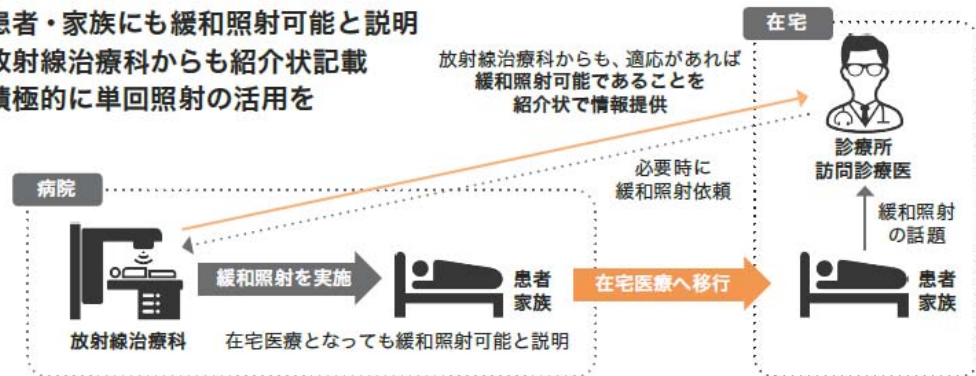 患者・家族にも緩和照射可能と説明
放射線治療科からも紹介状記載
積極的に単回照射の活用を
在宅
放射線治療科からも、適応があれば
緩和照射可能であることを
紹介状で情報提供
診療所
訪問診療医
必要時に
緩和照射依頼
病院
緩和照射
の話題
緩和照射を実施
患者
家族
在宅医療へ移行
患者
家族
放射線治療科
在宅医療となっても緩和照射可能と説明